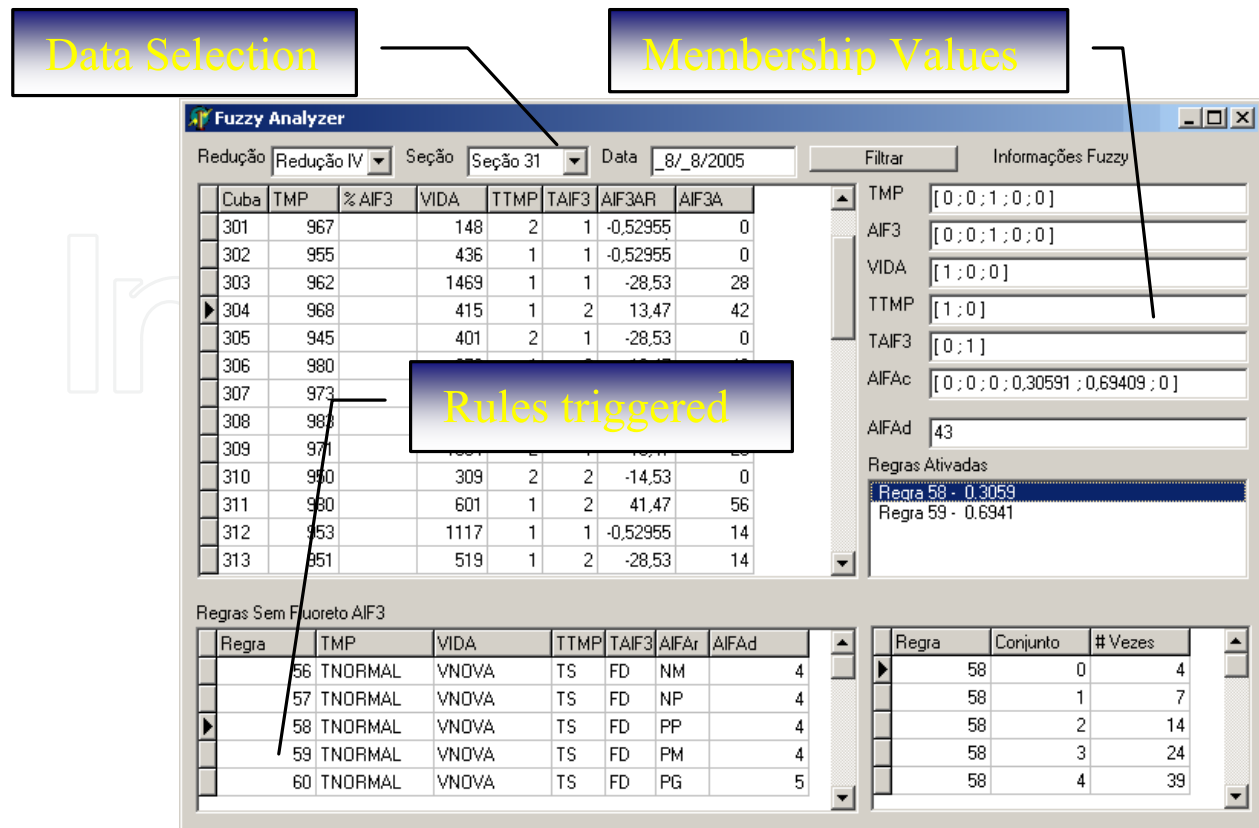 Data Selection
Membership Values
Fuzzy Analyzer
Redução Redução IV Seção Seção 31 Data _8/_8/2005 Filtrar Informações Fuzzy
Cuba TMP % AlF3 VIDA TTMP TAlF3 AlF3AR AlF3A
301 967 148 2 1 -0,52955 0
302 955 436 1 1 -0,52955 0
303 962 1469 1 1 -28,53 28
304 968 415 1 2 13,47 42
305 945 401 2 1 -28,53 0
306 980
307 973
308 983
309 971
310 950 309 2 2 -14,53 0
311 980 601 1 2 41,47 56
312 953 1117 1 1 -0,52955 14
313 951 519 1 2 -28,53 14
Rules triggered
TMP [ 0 ; 0 ; 1 ; 0 ; 0 ]
AlF3 [ 0 ; 0 ; 1 ; 0 ; 0 ]
VIDA [ 1 ; 0 ; 0 ]
TTMP [ 1 ; 0 ]
TAlF3 [ 0 ; 1 ]
AlFAc [ 0 ; 0 ; 0 ; 0,30591 ; 0,69409 ; 0 ]
AlFAd 43
Regras Ativadas
Regra 58 - 0.3059
Regra 59 - 0.6941
Regras Sem Fluoreto AlF3
Regra TMP VIDA TTMP TAlF3 AlFAr AlFAd
56 TNORMAL VNOVA TS FD NM 4
57 TNORMAL VNOVA TS FD NP 4
58 TNORMAL VNOVA TS FD PP 4
59 TNORMAL VNOVA TS FD PM 4
60 TNORMAL VNOVA TS FD PG 5
Regra Conjunto # Vezes
58 0 4
58 1 7
58 2 14
58 3 24
58 4 39